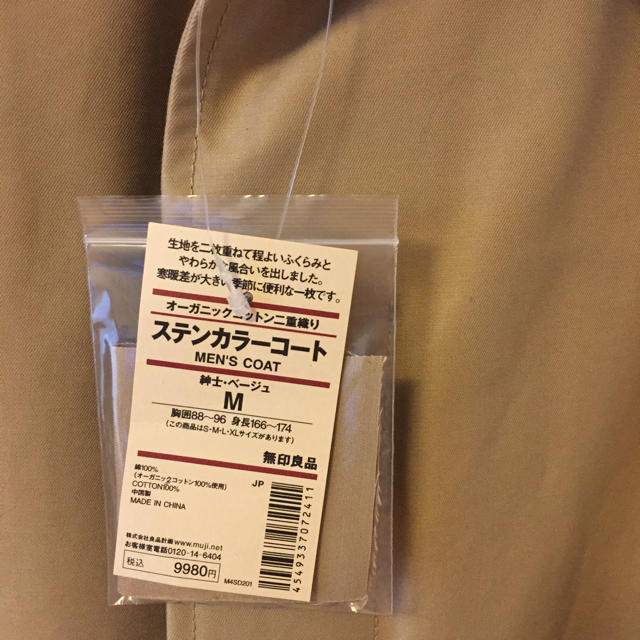 生地を二枚重ねて程よいふくらみと
やわらかな風合いを出しました。
寒暖差が大きい季節に便利な一枚です。
オーガニックコットン二重織り
ステンカラーコート
MEN'S COAT
紳士・ベージュ
M
胸囲88〜96 身長166〜174
(この商品はS・M・L・XLサイズがあります)
無印良品
綿100%
(オーガニックコットン100%使用)
COTTON100%
中国製
MADE IN CHINA
JP
4549337072411
株式会社良品計画 www.muji.net
お客様室電話0120-14-6404
税込 9980円
M4SD201